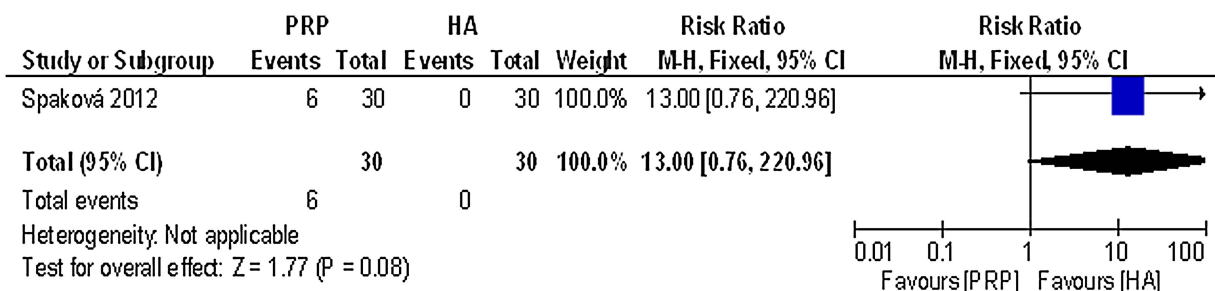 PRP HA Risk Ratio Risk Ratio
Study or Subgroup Events Total Events Total Weight M-H, Fixed, 95% CI M-H, Fixed, 95% CI
Spaková 2012 6 30 0 30 100.0% 13.00 [0.76, 220.96]
Total (95% CI) 30 30 100.0% 13.00 [0.76, 220.96]
Total events 6 0
Heterogeneity: Not applicable
Test for overall effect: Z = 1.77 (P = 0.08)
0.01 0.1 1 10 100
Favours [PRP] Favours [HA]